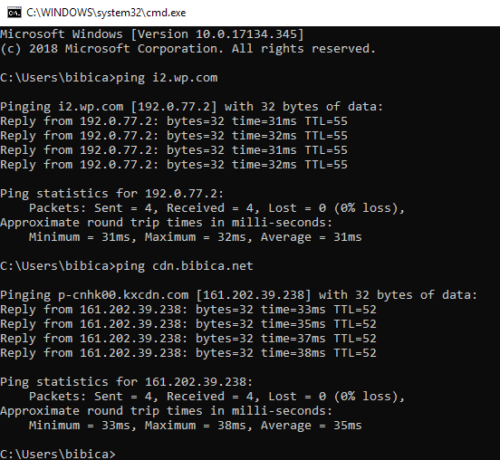 C:\WINDOWS\system32\cmd.exe
Microsoft Windows [Version 10.0.17134.345]
(c) 2018 Microsoft Corporation. All rights reserved.
C:\Users\bibica>ping i2.wp.com
Pinging i2.wp.com [192.0.77.2] with 32 bytes of data:
Reply from 192.0.77.2: bytes=32 time=31ms TTL=55
Reply from 192.0.77.2: bytes=32 time=32ms TTL=55
Reply from 192.0.77.2: bytes=32 time=31ms TTL=55
Reply from 192.0.77.2: bytes=32 time=32ms TTL=55
Ping statistics for 192.0.77.2:
    Packets: Sent = 4, Received = 4, Lost = 0 (0% loss),
Approximate round trip times in milli-seconds:
    Minimum = 31ms, Maximum = 32ms, Average = 31ms
C:\Users\bibica>ping cdn.bibica.net
Pinging p-cnhk00.kxcdn.com [161.202.39.238] with 32 bytes of data:
Reply from 161.202.39.238: bytes=32 time=33ms TTL=52
Reply from 161.202.39.238: bytes=32 time=35ms TTL=52
Reply from 161.202.39.238: bytes=32 time=37ms TTL=52
Reply from 161.202.39.238: bytes=32 time=38ms TTL=52
Ping statistics for 161.202.39.238:
    Packets: Sent = 4, Received = 4, Lost = 0 (0% loss),
Approximate round trip times in milli-seconds:
    Minimum = 33ms, Maximum = 38ms, Average = 35ms
C:\Users\bibica>